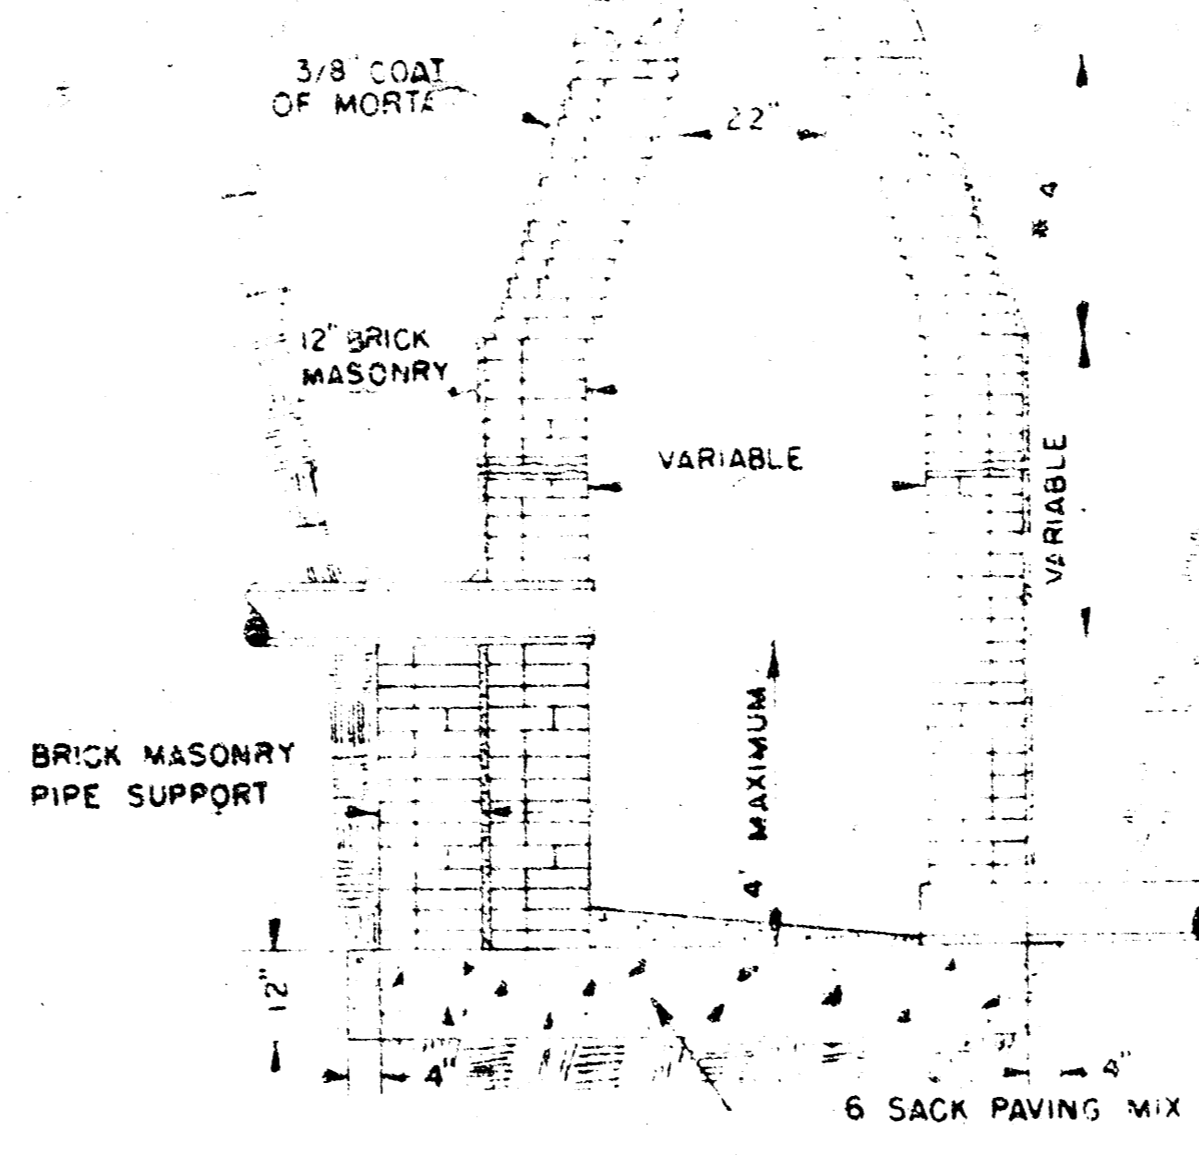 3/8" COAT
OF MORTA
22"
* 4
12" BRICK
MASONRY
VARIABLE
VARIABLE
BRICK MASONRY
PIPE SUPPORT
4' MAXIMUM
12"
4"
4"
6 SACK PAVING MIX